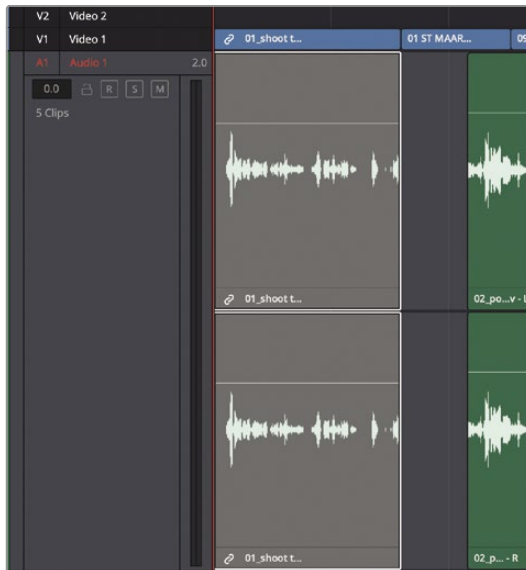 V2 Video 2
V1 Video 1
01_shoot t...
01 ST MAAR...
09
A1 Audio 1 2.0
0.0 R S M
5 Clips
01_shoot t...
02_po...v - L
01_shoot t...
02_p... - R